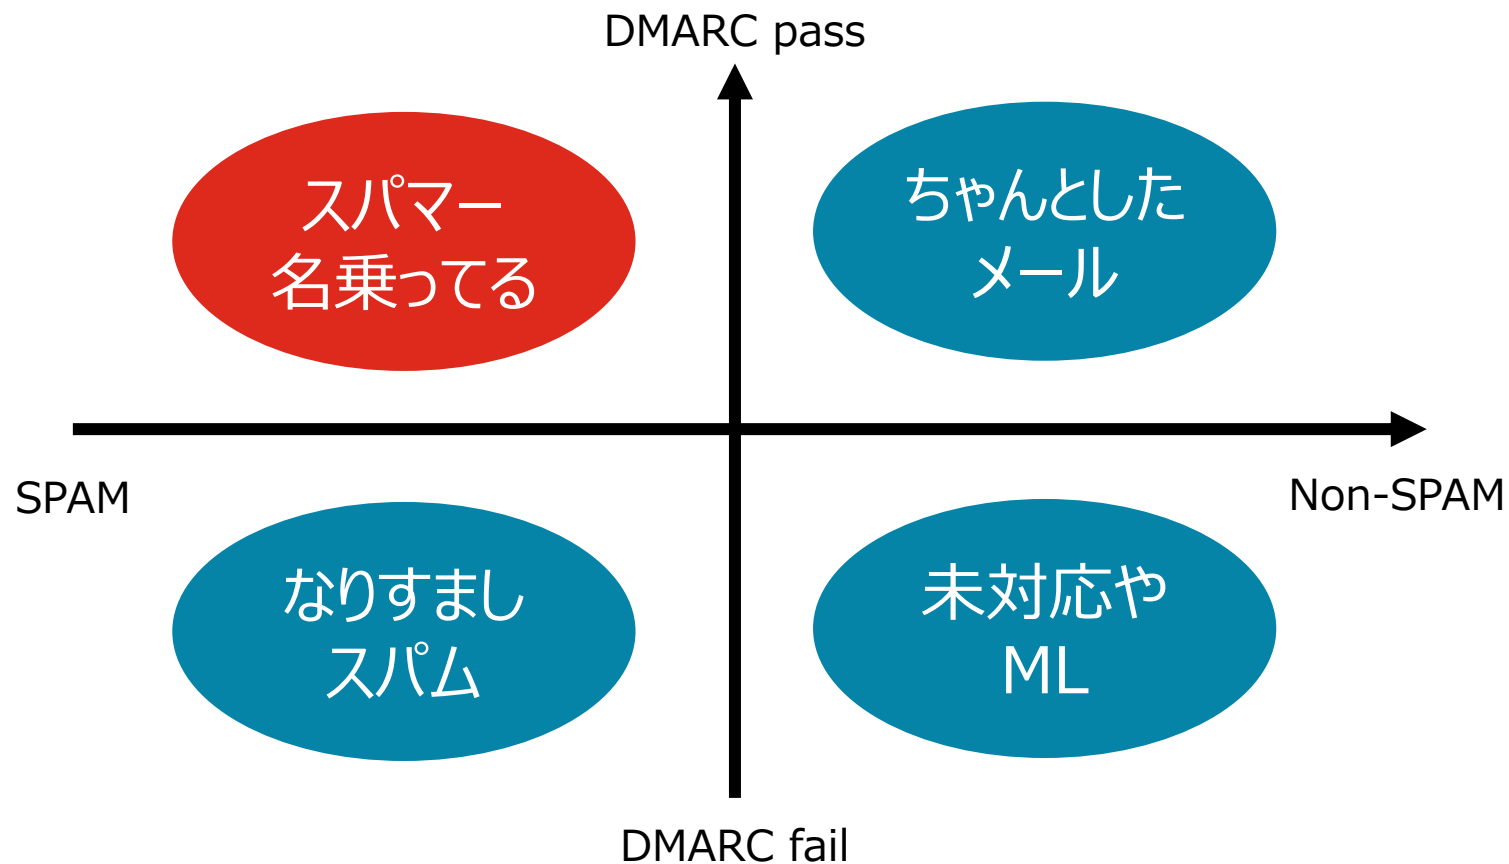 DMARC pass
スパマー
名乗ってる
ちゃんとした
メール
SPAM
Non-SPAM
なりすまし
スパム
未対応や
ML
DMARC fail